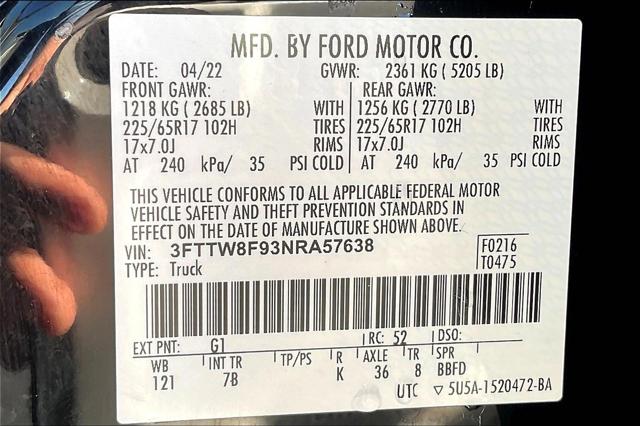 MFD. BY FORD MOTOR CO.
DATE: 04/22 GVWR: 2361 KG ( 5205 LB)
FRONT GAWR: REAR GAWR:
1218 KG ( 2685 LB) WITH 1256 KG ( 2770 LB) WITH
225/65R17 102H TIRES 225/65R17 102H TIRES
17x7.0J RIMS 17x7.0J RIMS
AT 240 kPa/ 35 PSI COLD AT 240 kPa/ 35 PSI COLD
THIS VEHICLE CONFORMS TO ALL APPLICABLE FEDERAL MOTOR
VEHICLE SAFETY AND THEFT PREVENTION STANDARDS IN
EFFECT ON THE DATE OF MANUFACTURE SHOWN ABOVE.
VIN: 3FTTW8F93NRA57638 F0216
TYPE: Truck T0475
EXT PNT: G1 RC: 52 DSO:
WB INT TR TP/PS R AXLE TR SPR
121 7B K 36 8 BBFD
UTC ▽ 5U5A-1520472-BA